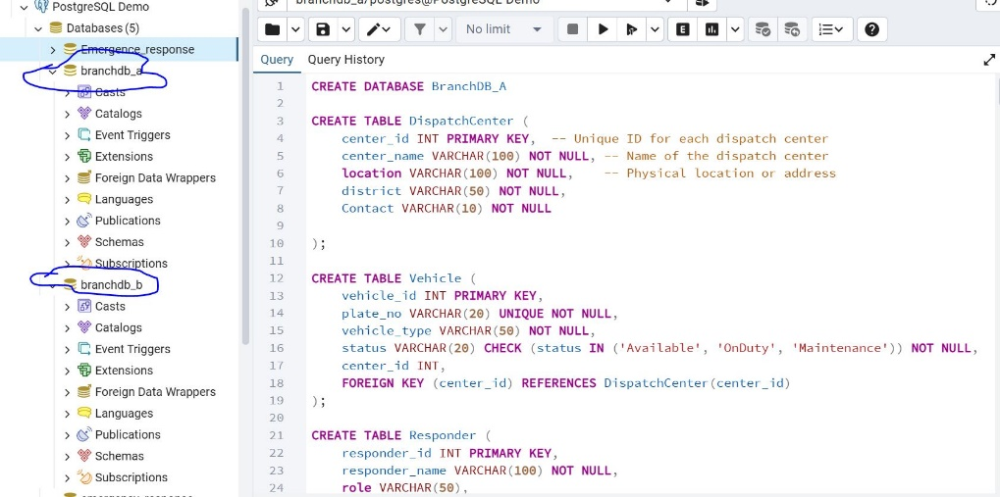 PostgreSQL Demo
Databases (5)
Emergence_response
branchdb_a
Casts
Catalogs
Event Triggers
Extensions
Foreign Data Wrappers
Languages
Publications
Schemas
Subscriptions
branchdb_b
Casts
Catalogs
Event Triggers
Extensions
Foreign Data Wrappers
Languages
Publications
Schemas
Subscriptions
branchdb_a/postgres@PostgreSQL Demo
No limit
E
Query Query History
1 CREATE DATABASE BranchDB_A
2
3 CREATE TABLE DispatchCenter (
4 center_id INT PRIMARY KEY, -- Unique ID for each dispatch center
5 center_name VARCHAR(100) NOT NULL, -- Name of the dispatch center
6 location VARCHAR(100) NOT NULL, -- Physical location or address
7 district VARCHAR(50) NOT NULL,
8 Contact VARCHAR(10) NOT NULL
9
10 );
11
12 CREATE TABLE Vehicle (
13 vehicle_id INT PRIMARY KEY,
14 plate_no VARCHAR(20) UNIQUE NOT NULL,
15 vehicle_type VARCHAR(50) NOT NULL,
16 status VARCHAR(20) CHECK (status IN ('Available', 'OnDuty', 'Maintenance')) NOT NULL,
17 center_id INT,
18 FOREIGN KEY (center_id) REFERENCES DispatchCenter(center_id)
19 );
20
21 CREATE TABLE Responder (
22 responder_id INT PRIMARY KEY,
23 responder_name VARCHAR(100) NOT NULL,
24 role VARCHAR(50),